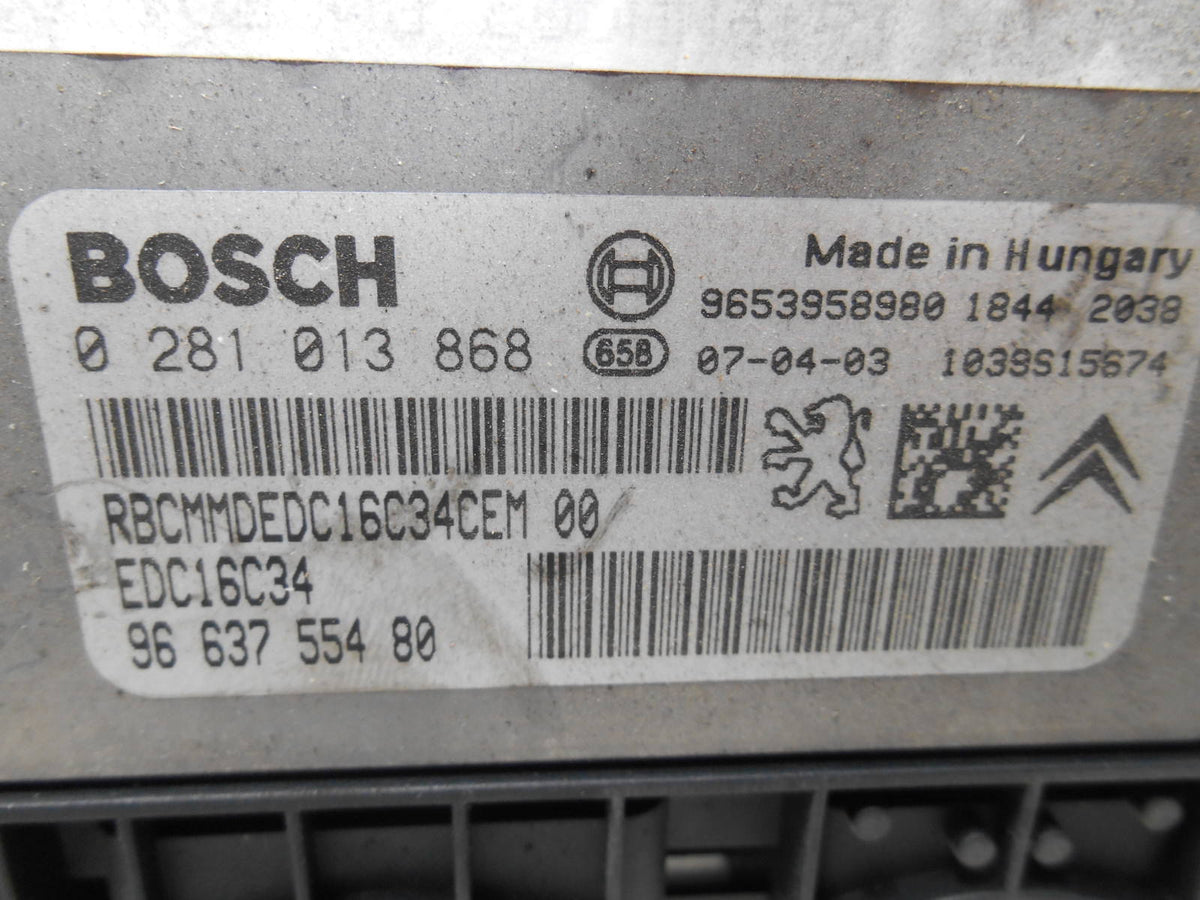 BOSCH
Made in Hungary
9653958980 1844 2038
0 281 013 868
65B
07-04-03 1039S15674
RBCMMDEDC16C34CEM 00
EDC16C34
96 637 554 80